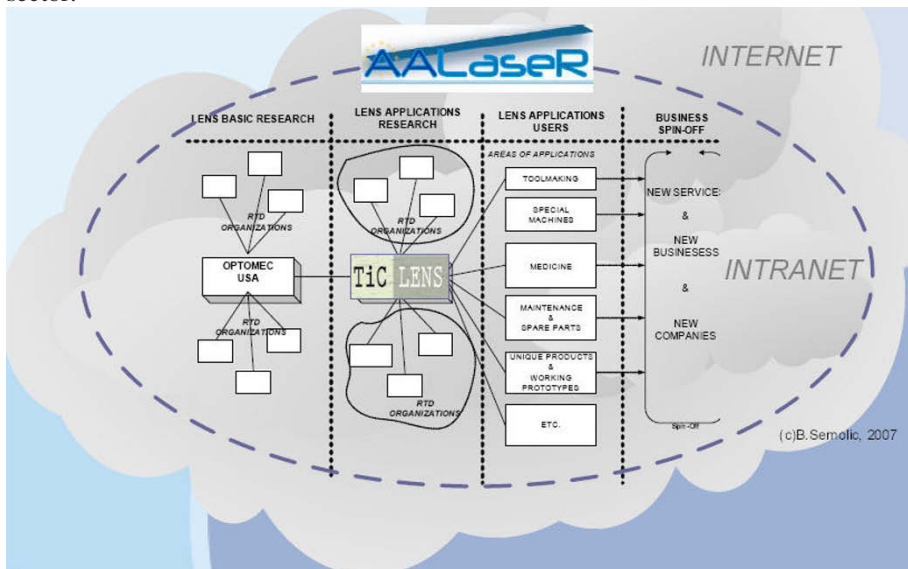 sector.
AALaseR
INTERNET
LENS BASIC RESEARCH
LENS APPLICATIONS
RESEARCH
LENS APPLICATIONS
USERS
BUSINESS
SPIN-OFF
AREAS OF APPLICATIONS
RTD
ORGANIZATIONS
RTD
ORGANIZATIONS
OPTOMEC
USA
TiC LENS
RTD
ORGANIZATIONS
RTD
ORGANIZATIONS
TOOLMAKING
SPECIAL
MACHINES
MEDICINE
MAINTENANCE
&
SPARE PARTS
UNIQUE PRODUCTS
&
WORKING
PROTOTYPES
ETC.
NEW SERVICES
&
NEW
BUSINESESS
&
NEW
COMPANIES
Spin -Off
INTRANET
(c)B.Semolic, 2007